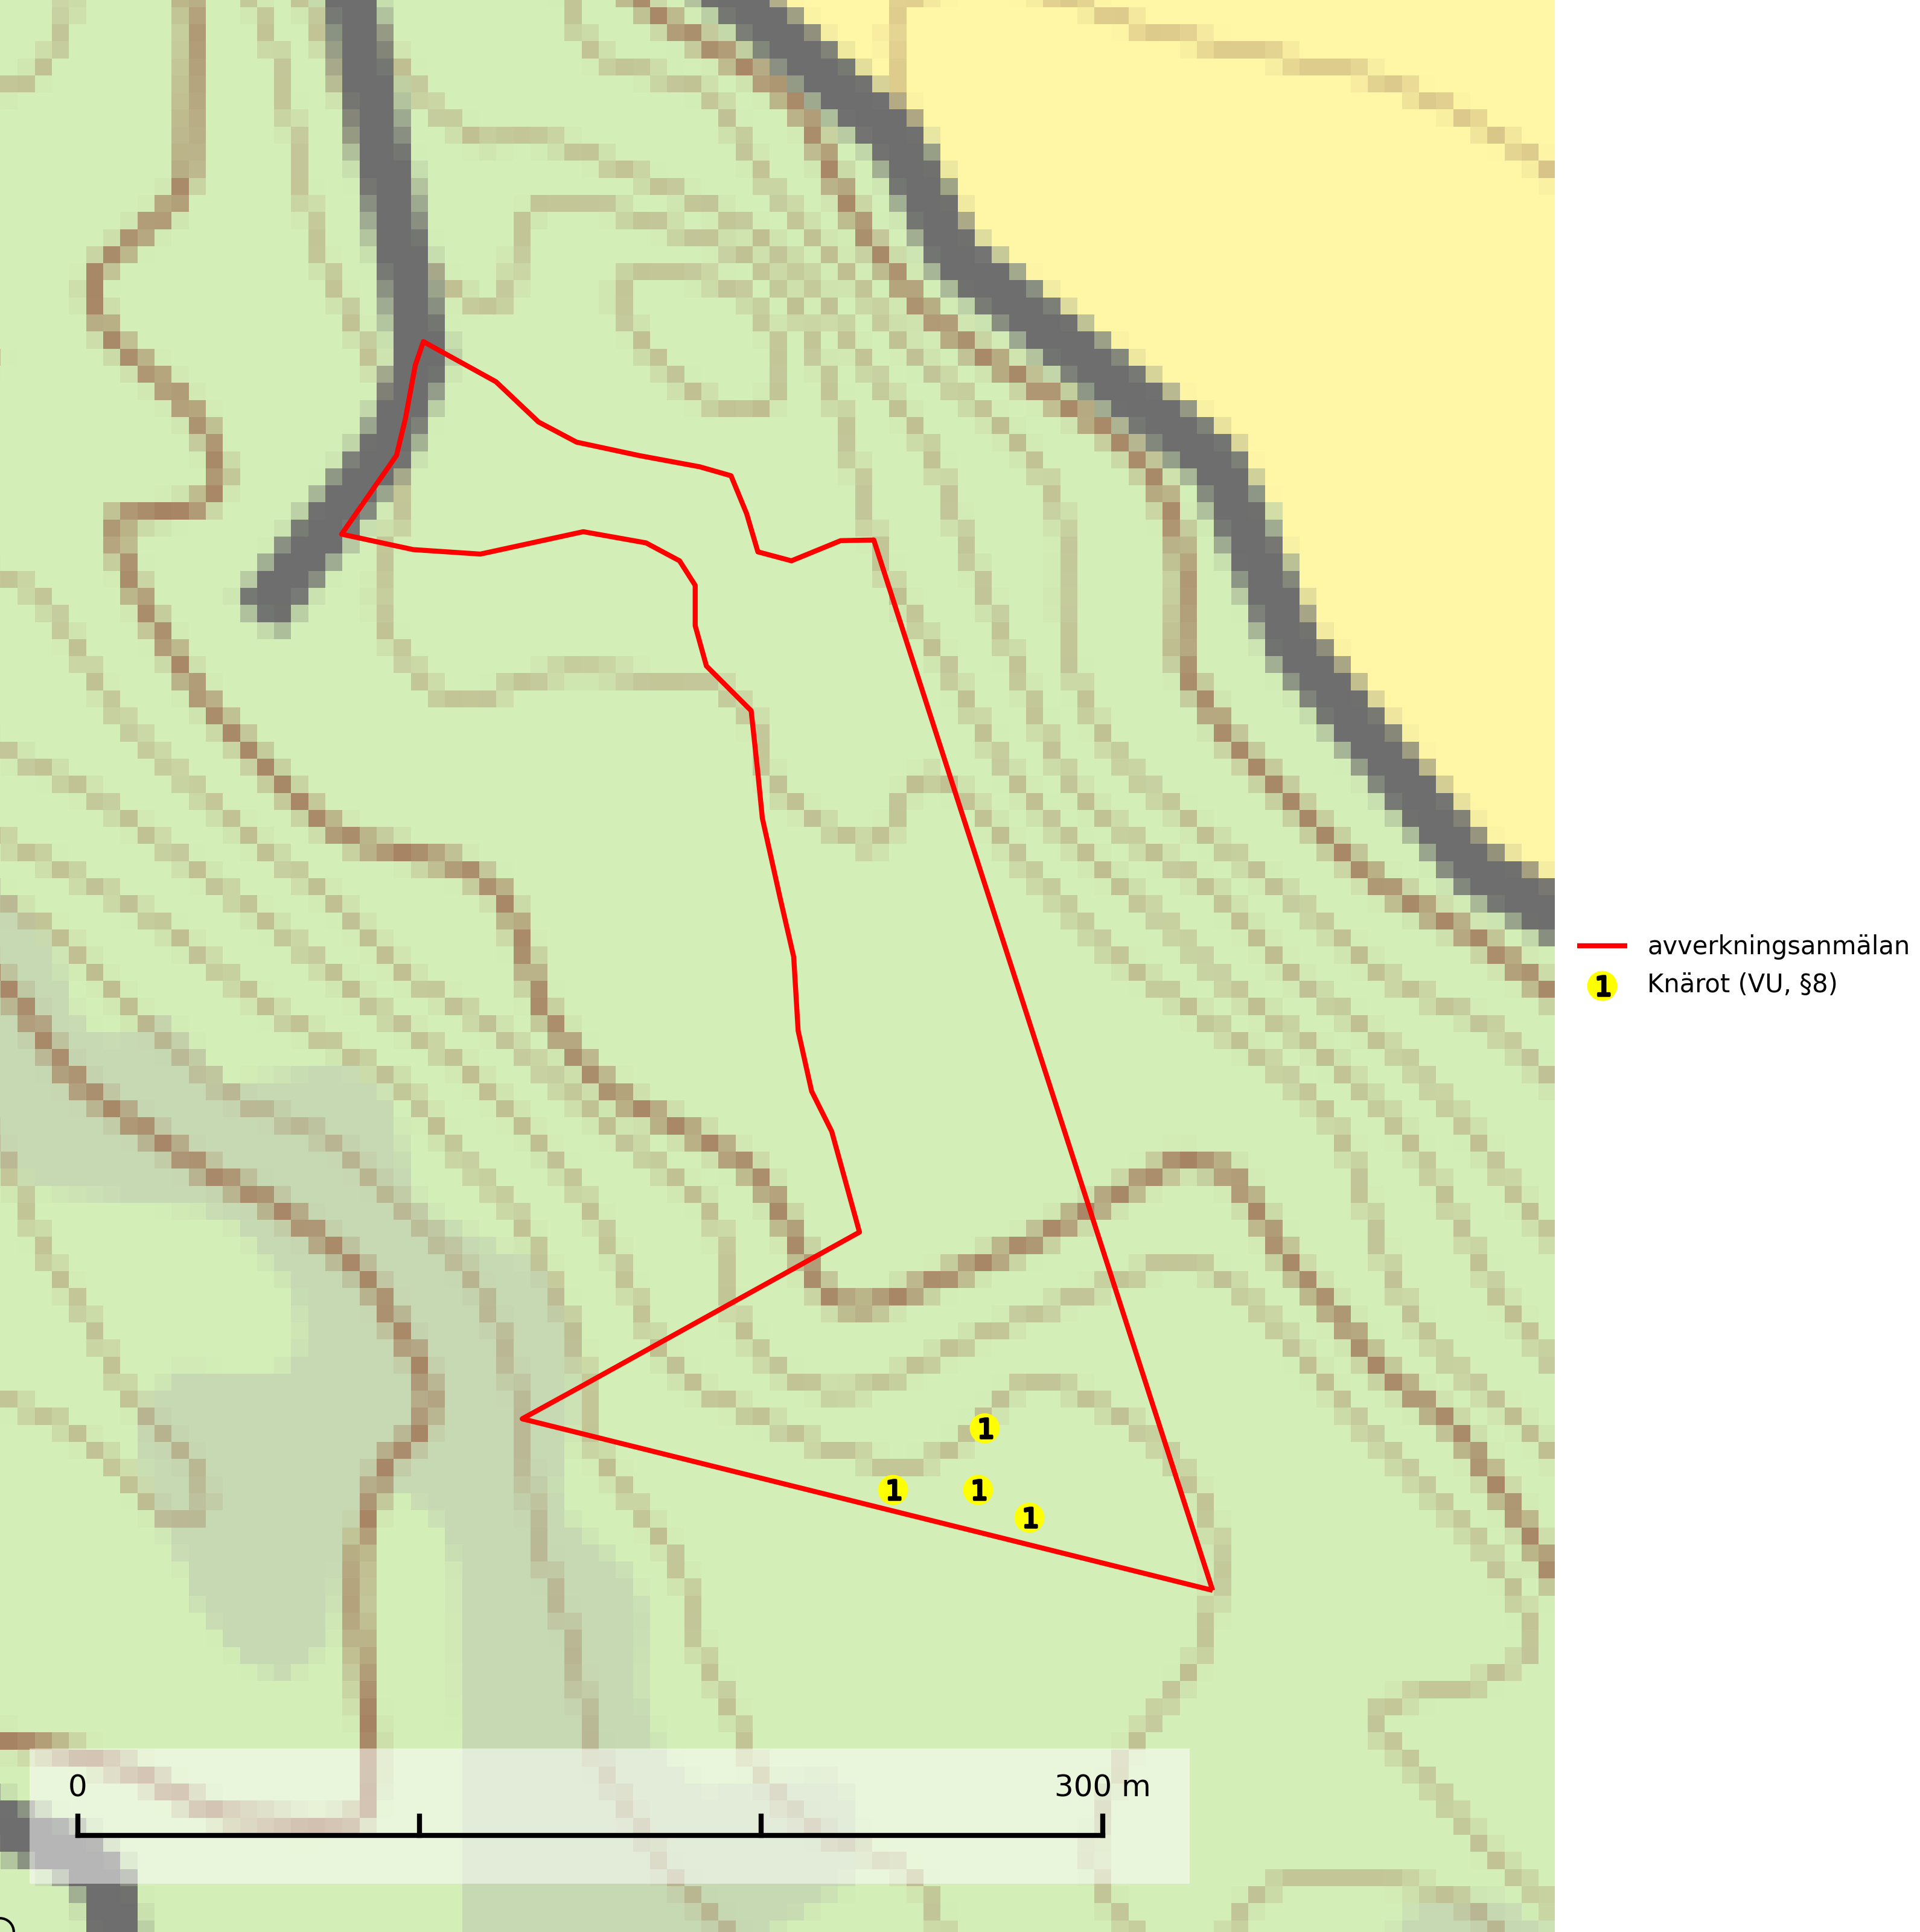 avverkningsanmälan
1 Knärot (VU, §8)
1
1 1
1
0 300 m